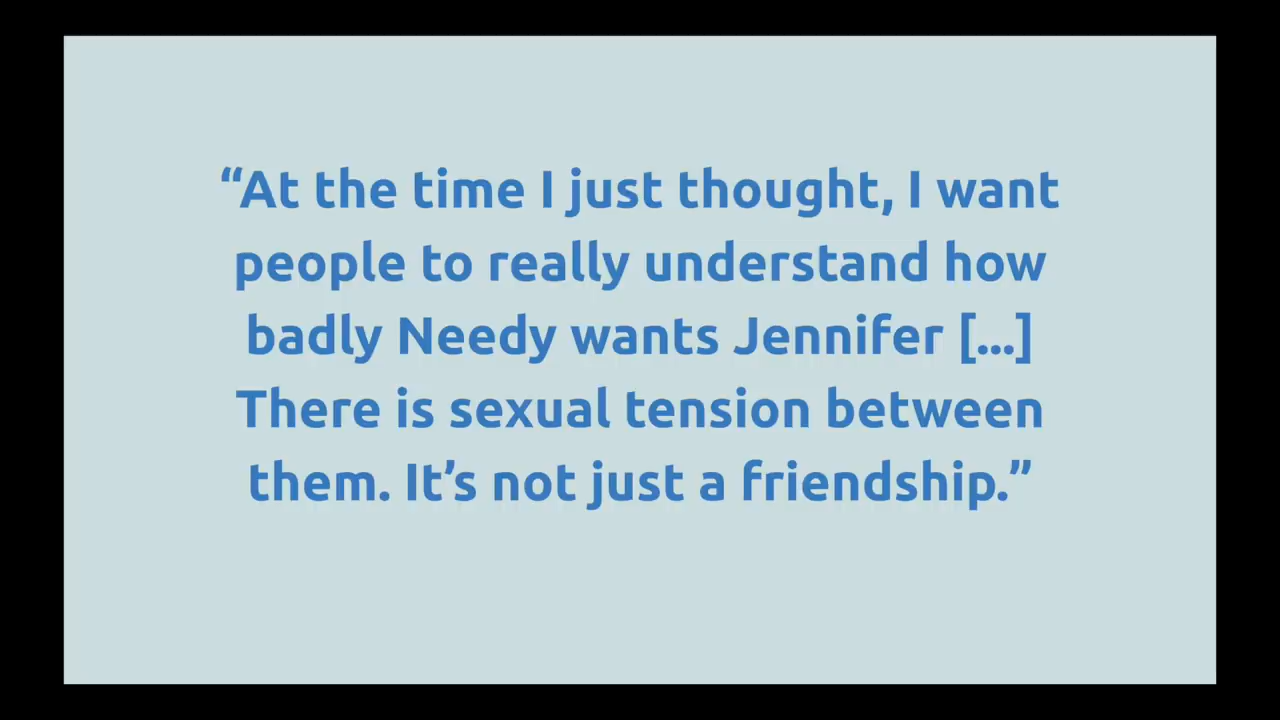 “At the time I just thought, I want
people to really understand how
badly Needy wants Jennifer [...]
There is sexual tension between
them. It’s not just a friendship.”